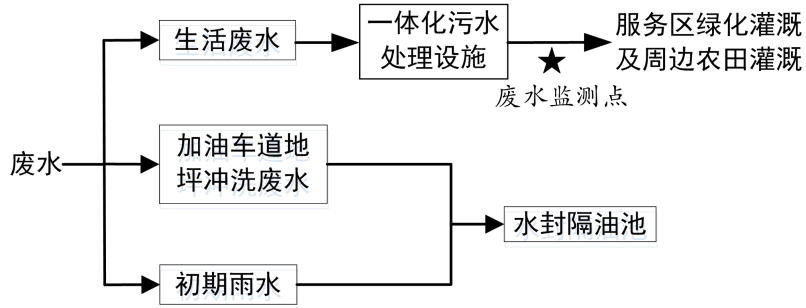 生活废水
一体化污水
处理设施
服务区绿化灌溉
及周边农田灌溉
★
废水监测点
废水
加油车道地
坪冲洗废水
水封隔油池
初期雨水